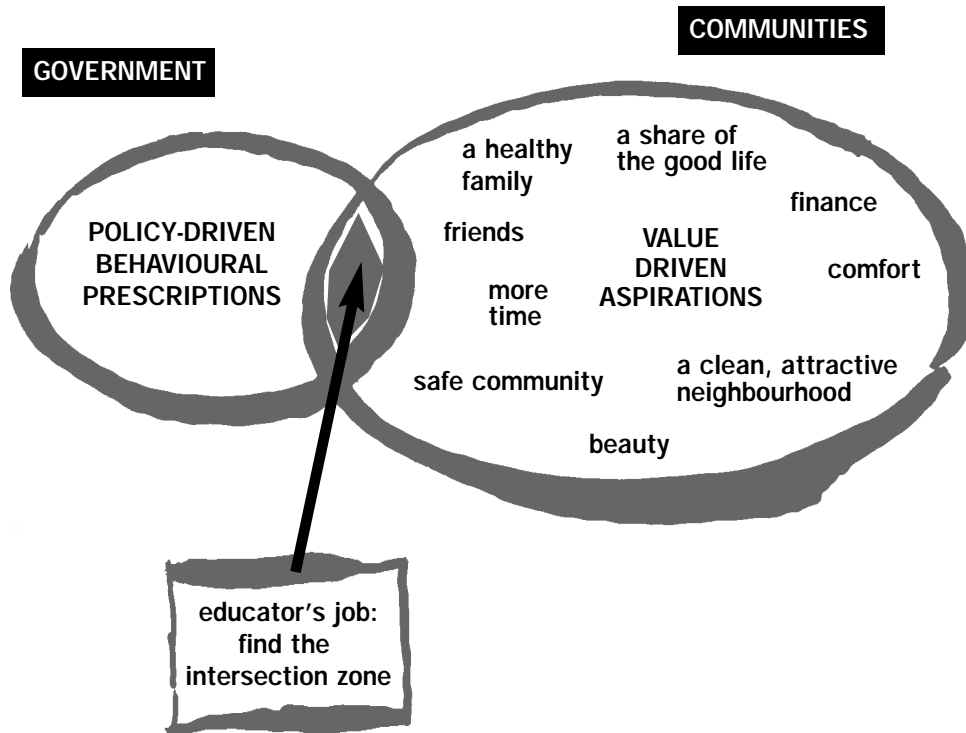 COMMUNITIES
GOVERNMENT
POLICY-DRIVEN
BEHAVIOURAL
PRESCRIPTIONS
a healthy
family
a share of
the good life
finance
friends
VALUE
DRIVEN
ASPIRATIONS
comfort
more
time
safe community
a clean, attractive
neighbourhood
beauty
educator's job:
find the
intersection zone